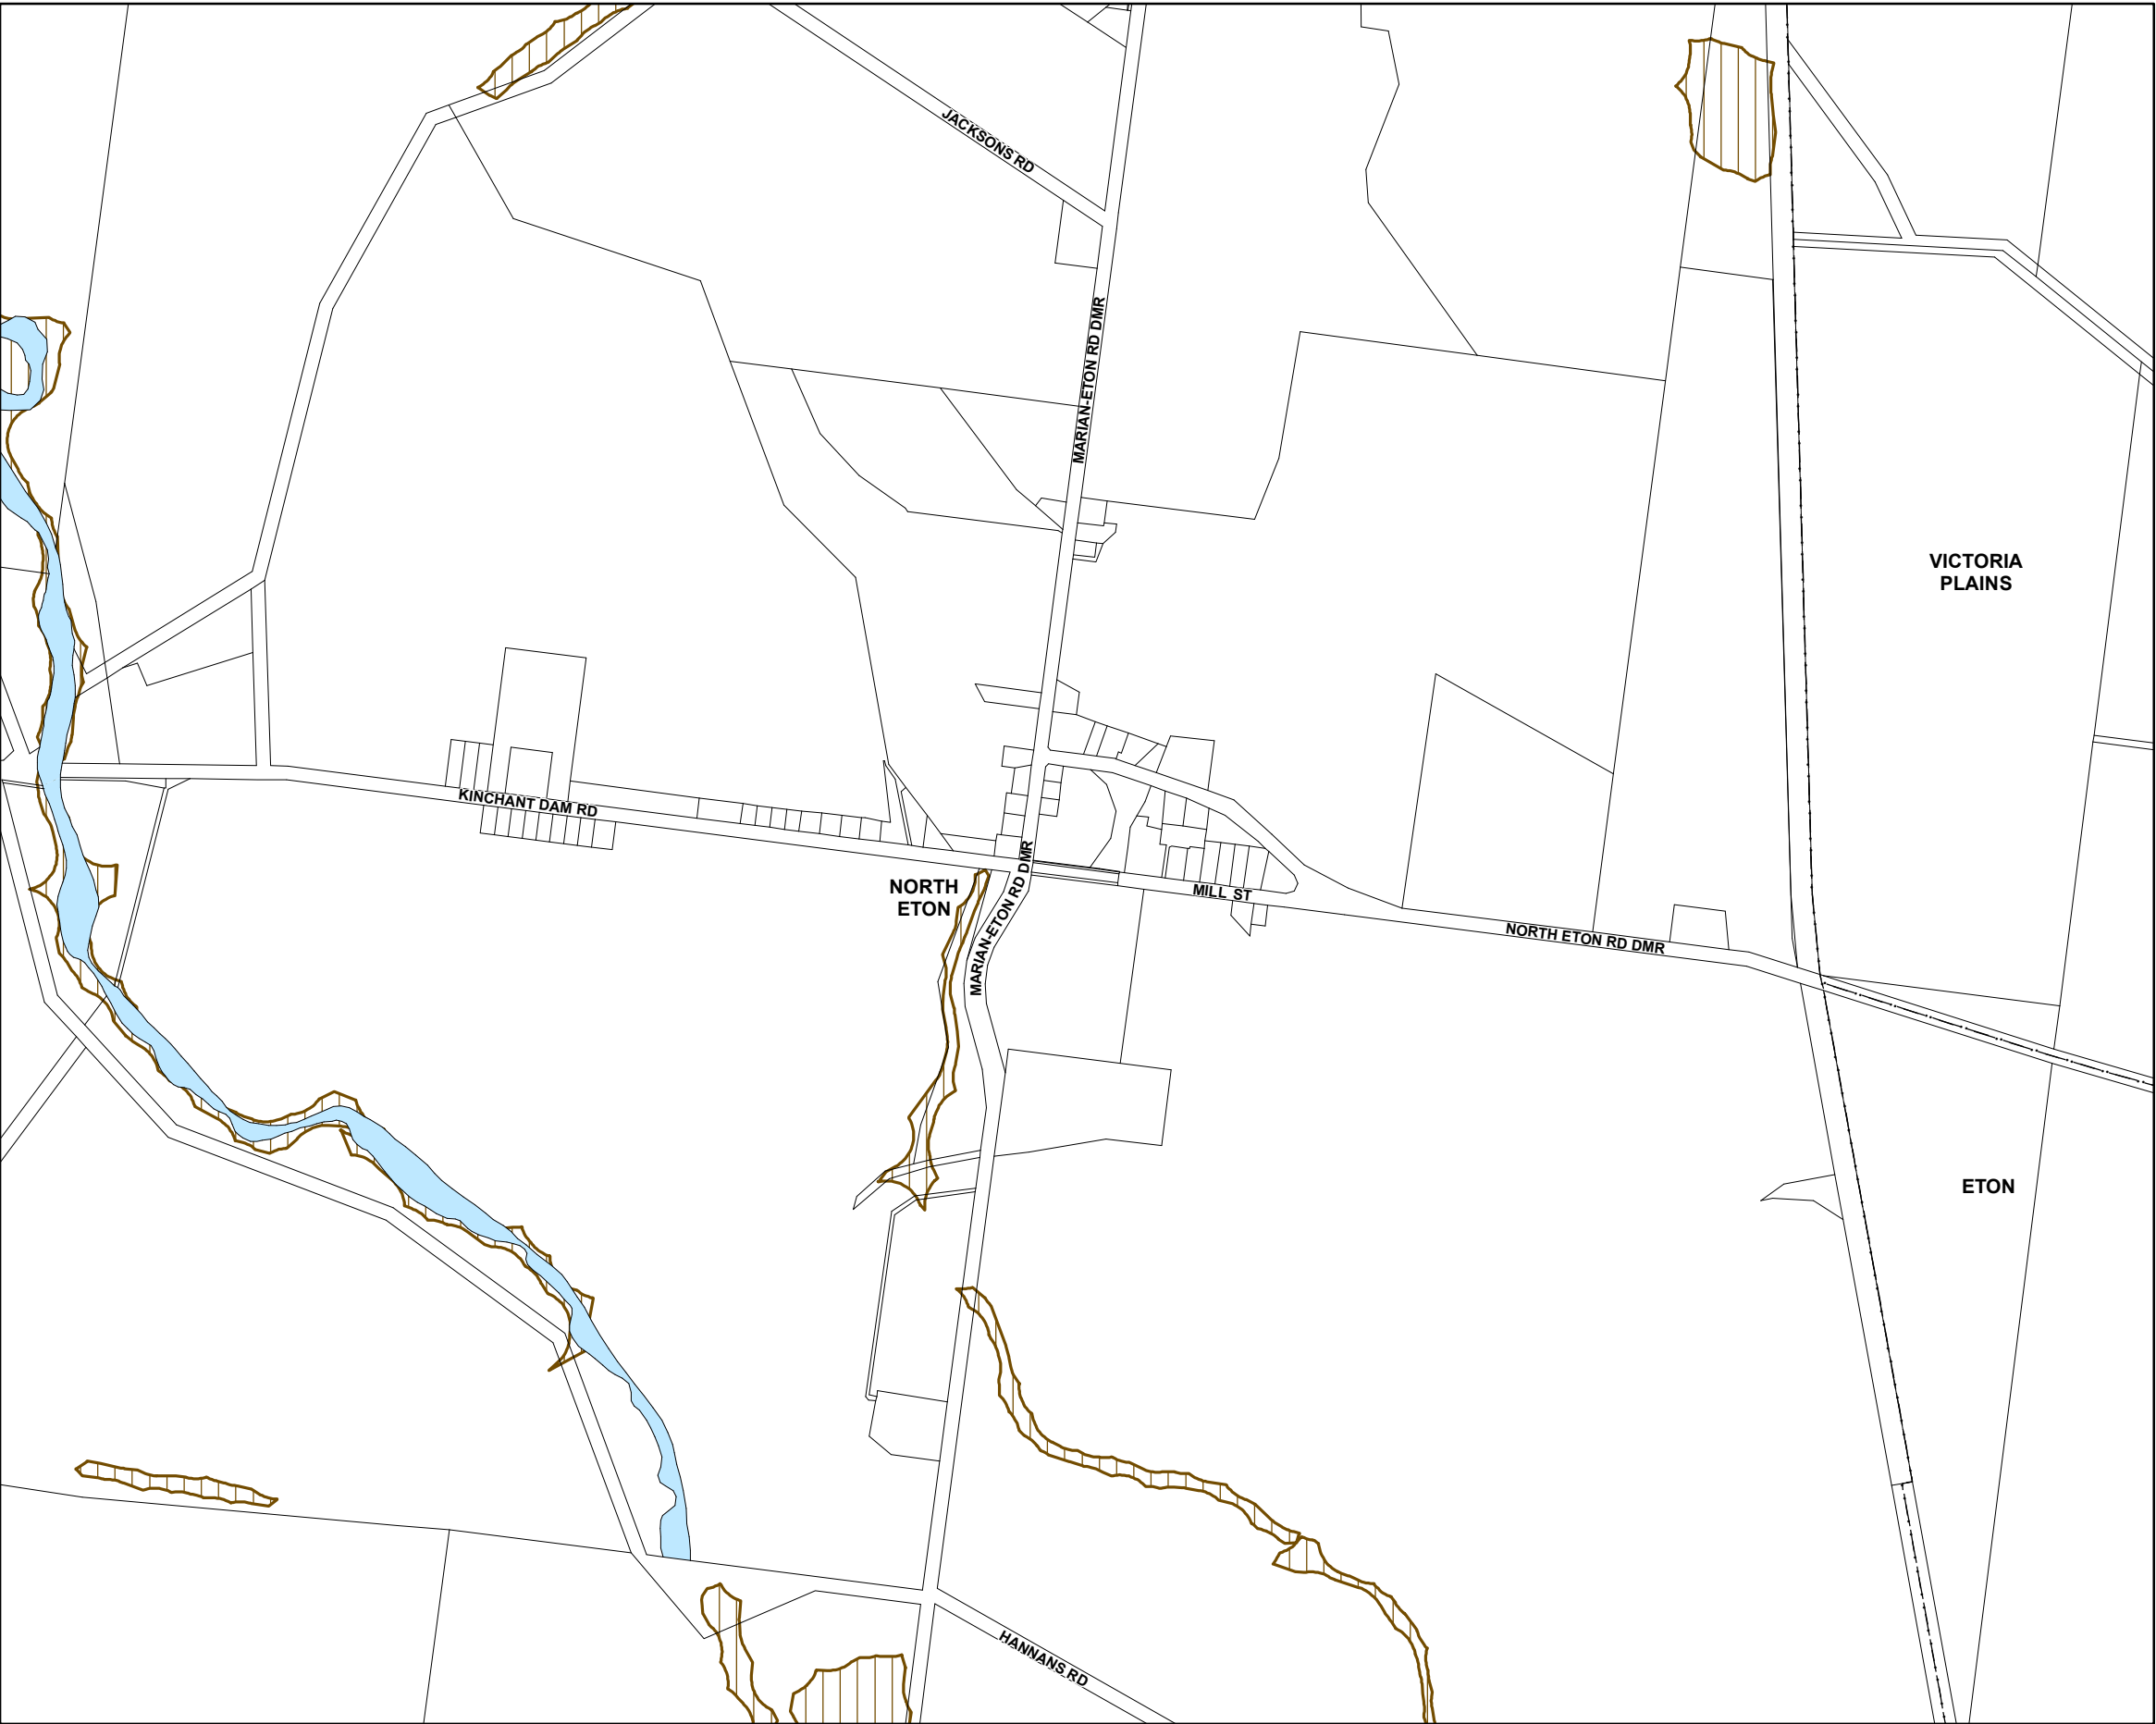 JACKSONS RD
MARIAN-ETON RD DMR
VICTORIA
PLAINS
KINCHANT DAM RD
NORTH
ETON
MARIAN-ETON RD DMR
MILL ST
NORTH ETON RD DMR
ETON
HANNANS RD